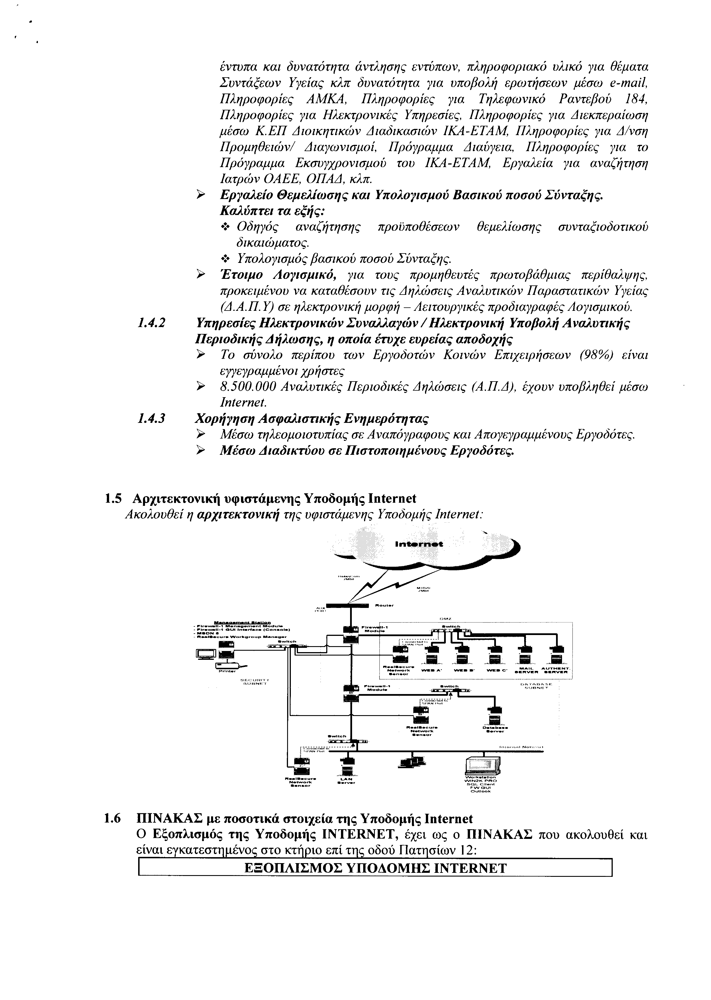 έντυπα και δυνατότητα άντλησης εντύπων, πληροφοριακό υλικό για θέματα
Συντάξεων Υγείας κλπ δυνατότητα για υποβολή ερωτήσεων μέσω e-mail,
Πληροφορίες ΑΜΚΑ, Πληροφορίες για Τηλεφωνικό Ραντεβού 184,
Πληροφορίες για Ηλεκτρονικές Υπηρεσίες, Πληροφορίες για Διεκπεραίωση
μέσω Κ.ΕΠ Διοικητικών Διαδικασιών ΙΚΑ-ΕΤΑΜ, Πληροφορίες για Δ/νση
Προμηθειών/ Διαγωνισμοί, Πρόγραμμα Διαύγεια, Πληροφορίες για το
Πρόγραμμα Εκσυγχρονισμού του ΙΚΑ-ΕΤΑΜ, Εργαλεία για αναζήτηση
Ιατρών ΟΑΕΕ, ΟΠΑΔ, κλπ.
➢ Εργαλείο Θεμελίωσης και Υπολογισμού Βασικού ποσού Σύνταξης.
Καλύπτει τα εξής:
❖ Οδηγός αναζήτησης προϋποθέσεων θεμελίωσης συνταξιοδοτικού
δικαιώματος.
❖ Υπολογισμός βασικού ποσού Σύνταξης.
➢ Έτοιμο Λογισμικό, για τους προμηθευτές πρωτοβάθμιας περίθαλψης,
προκειμένου να καταθέσουν τις Δηλώσεις Αναλυτικών Παραστατικών Υγείας
(Δ.Α.Π.Υ) σε ηλεκτρονική μορφή – Λειτουργικές προδιαγραφές Λογισμικού.
1.4.2 Υπηρεσίες Ηλεκτρονικών Συναλλαγών / Ηλεκτρονική Υποβολή Αναλυτικής
Περιοδικής Δήλωσης, η οποία έτυχε ευρείας αποδοχής
➢ Το σύνολο περίπου των Εργοδοτών Κοινών Επιχειρήσεων (98%) είναι
εγγεγραμμένοι χρήστες
➢ 8.500.000 Αναλυτικές Περιοδικές Δηλώσεις (Α.Π.Δ), έχουν υποβληθεί μέσω
Internet.
1.4.3 Χορήγηση Ασφαλιστικής Ενημερότητας
➢ Μέσω τηλεομοιοτυπίας σε Αναπόγραφους και Απογεγραμμένους Εργοδότες.
➢ Μέσω Διαδικτύου σε Πιστοποιημένους Εργοδότες.
1.5 Αρχιτεκτονική υφιστάμενης Υποδομής Internet
Ακολουθεί η αρχιτεκτονική της υφιστάμενης Υποδομής Internet:
Internet
2Mbit
2Mbit
AUX
PORT
Router
Management Station
- Firewall-1 Management Module
- Firewall-1 GUI Interface (Console)
- MSDN 8
- RealSecure Workgroup Manager
Switch
Printer
SECURITY
SUBNET
Firewall-1
Module
DMZ
Switch
Connected to
SPAN Port
RealSecure
Network
Sensor
WEB A'
WEB B'
WEB C'
MAIL
SERVER
AUTHENT.
SERVER
Firewall-1
Module
Switch
DATABASE
SUBNET
Connected to
SPAN Port
RealSecure
Network
Sensor
Database
Server
Switch
Connected to
SPAN Port
Internal Network
RealSecure
Network
Sensor
LAN
Server
Workstation
WIN2K PRO
SQL Client
FW GUI
Outlook
1.6 ΠΙΝΑΚΑΣ με ποσοτικά στοιχεία της Υποδομής Internet
Ο Εξοπλισμός της Υποδομής INTERNET, έχει ως ο ΠΙΝΑΚΑΣ που ακολουθεί και
είναι εγκατεστημένος στο κτήριο επί της οδού Πατησίων 12:
ΕΞΟΠΛΙΣΜΟΣ ΥΠΟΔΟΜΗΣ INTERNET